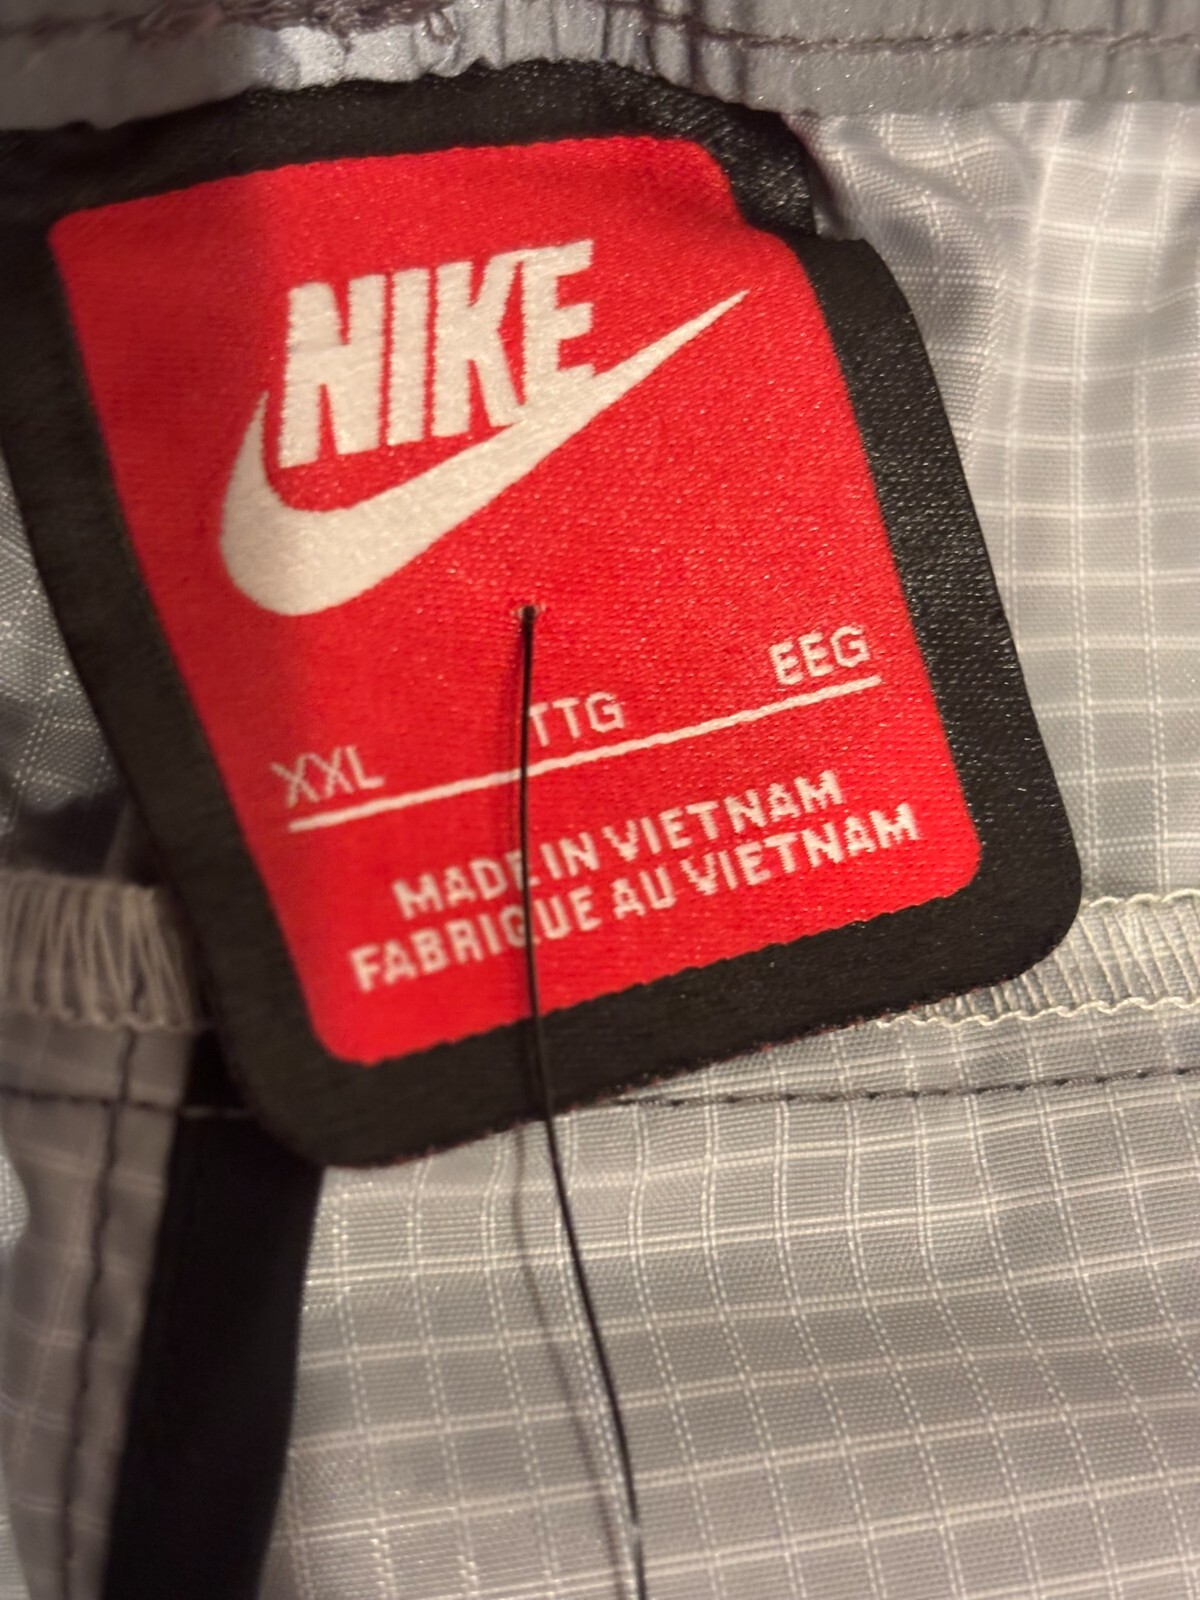 NIKE
XXL TTG EEG
MADE IN VIETNAM
FABRIQUE AU VIETNAM